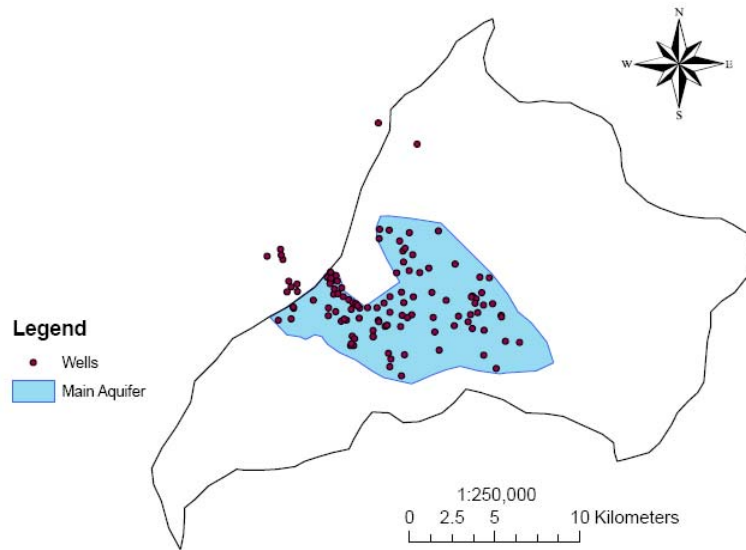 N
W E
S
Legend
Wells
Main Aquifer
1:250,000
0 2.5 5 10 Kilometers